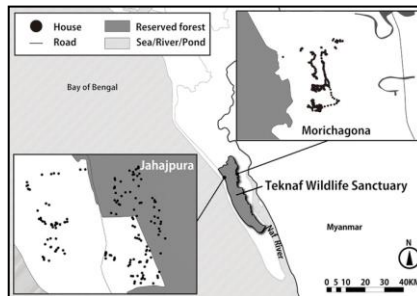 House
Reserved forest
Road
Sea/River/Pond
Bay of Bengal
Morichagona
Jahajpura
Teknaf Wildlife Sanctuary
Naf River
Myanmar
N
0 5 10 20 30 40KM